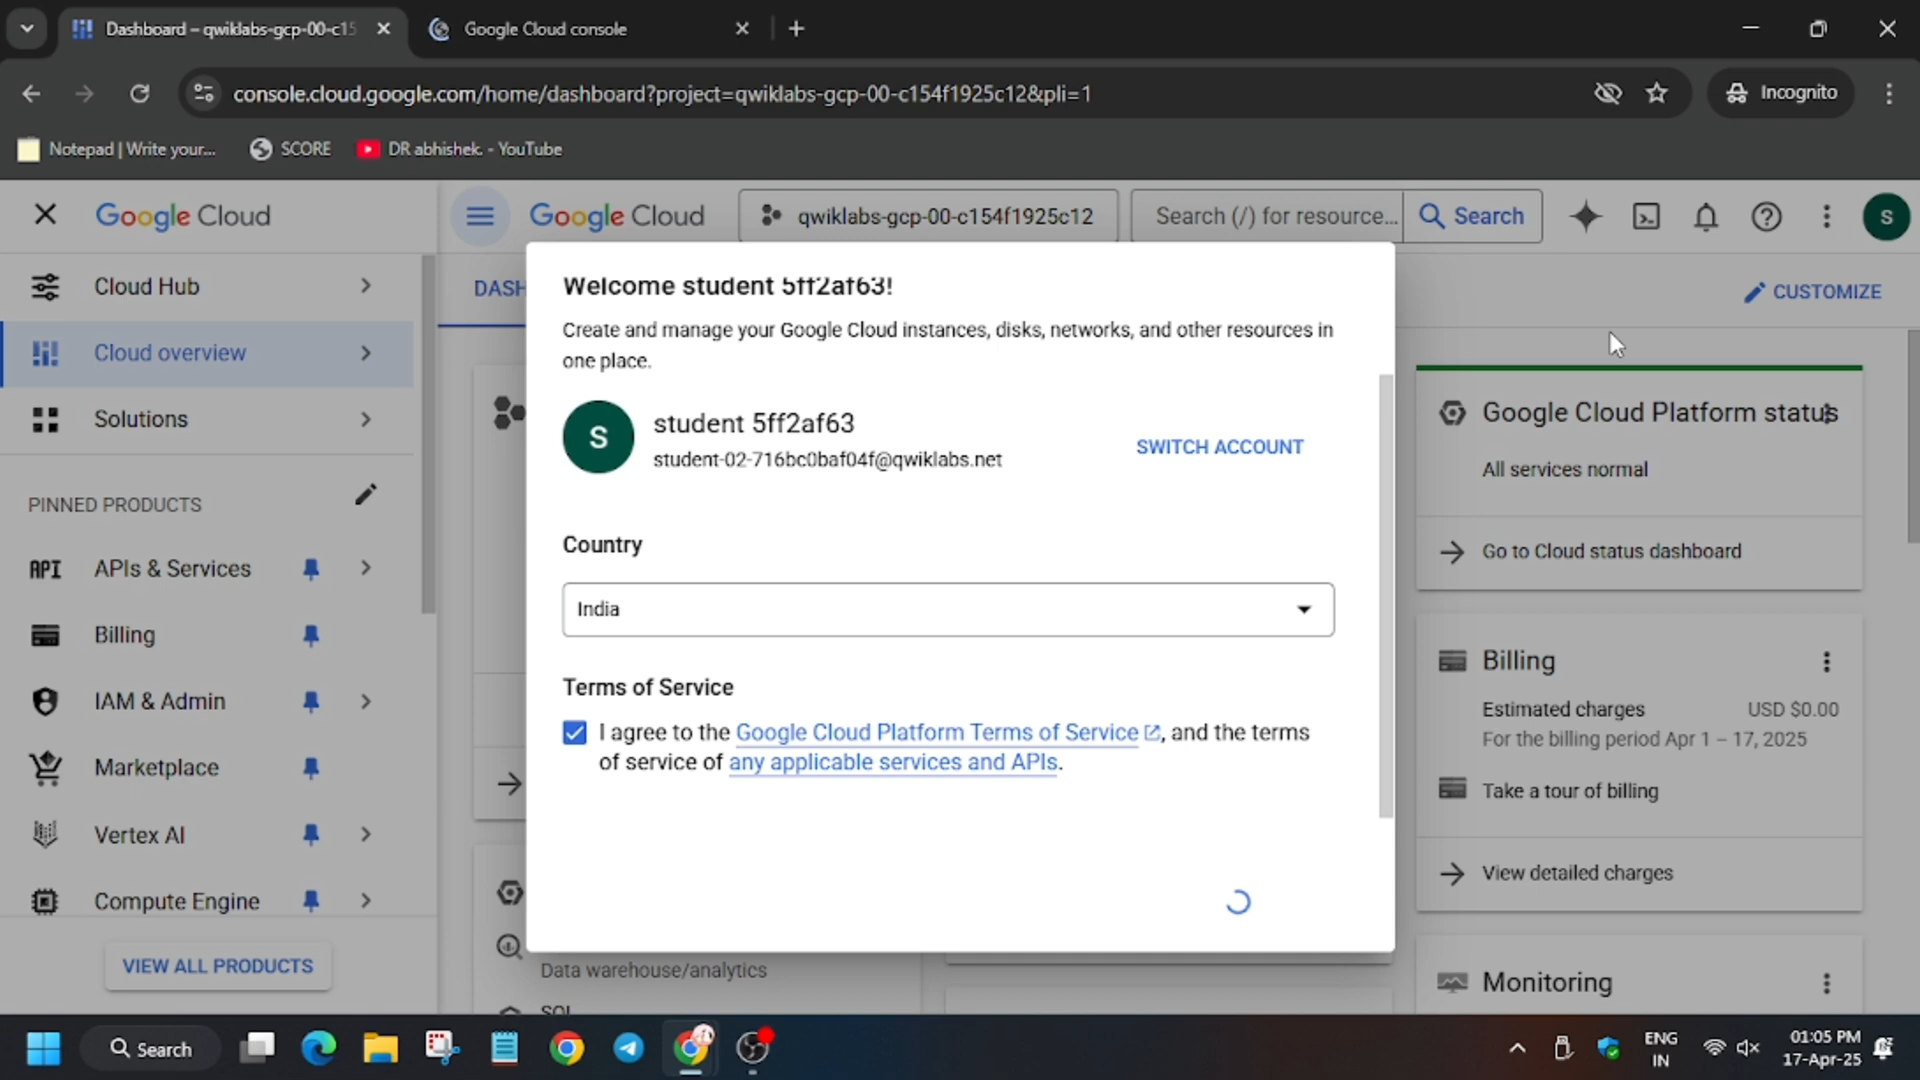 Dashboard – qwiklabs-gcp-00-c15
Google Cloud console
console.cloud.google.com/home/dashboard?project=qwiklabs-gcp-00-c154f1925c12&pli=1
Incognito
Notepad | Write your...
SCORE
DR abhishek. - YouTube
Google Cloud
Google Cloud
qwiklabs-gcp-00-c154f1925c12
Search (/) for resource...
Search
S
Cloud Hub
Cloud overview
Solutions
PINNED PRODUCTS
API
APIs & Services
Billing
IAM & Admin
Marketplace
Vertex AI
Compute Engine
VIEW ALL PRODUCTS
DASH
CUSTOMIZE
Welcome student 5ff2af63!
Create and manage your Google Cloud instances, disks, networks, and other resources in
one place.
S
student 5ff2af63
student-02-716bc0baf04f@qwiklabs.net
SWITCH ACCOUNT
Country
India
Terms of Service
I agree to the Google Cloud Platform Terms of Service, and the terms
of service of any applicable services and APIs.
Data warehouse/analytics
SQL
Google Cloud Platform status
All services normal
Go to Cloud status dashboard
Billing
Estimated charges USD $0.00
For the billing period Apr 1 – 17, 2025
Take a tour of billing
View detailed charges
Monitoring
Search
ENG
IN
01:05 PM
17-Apr-25